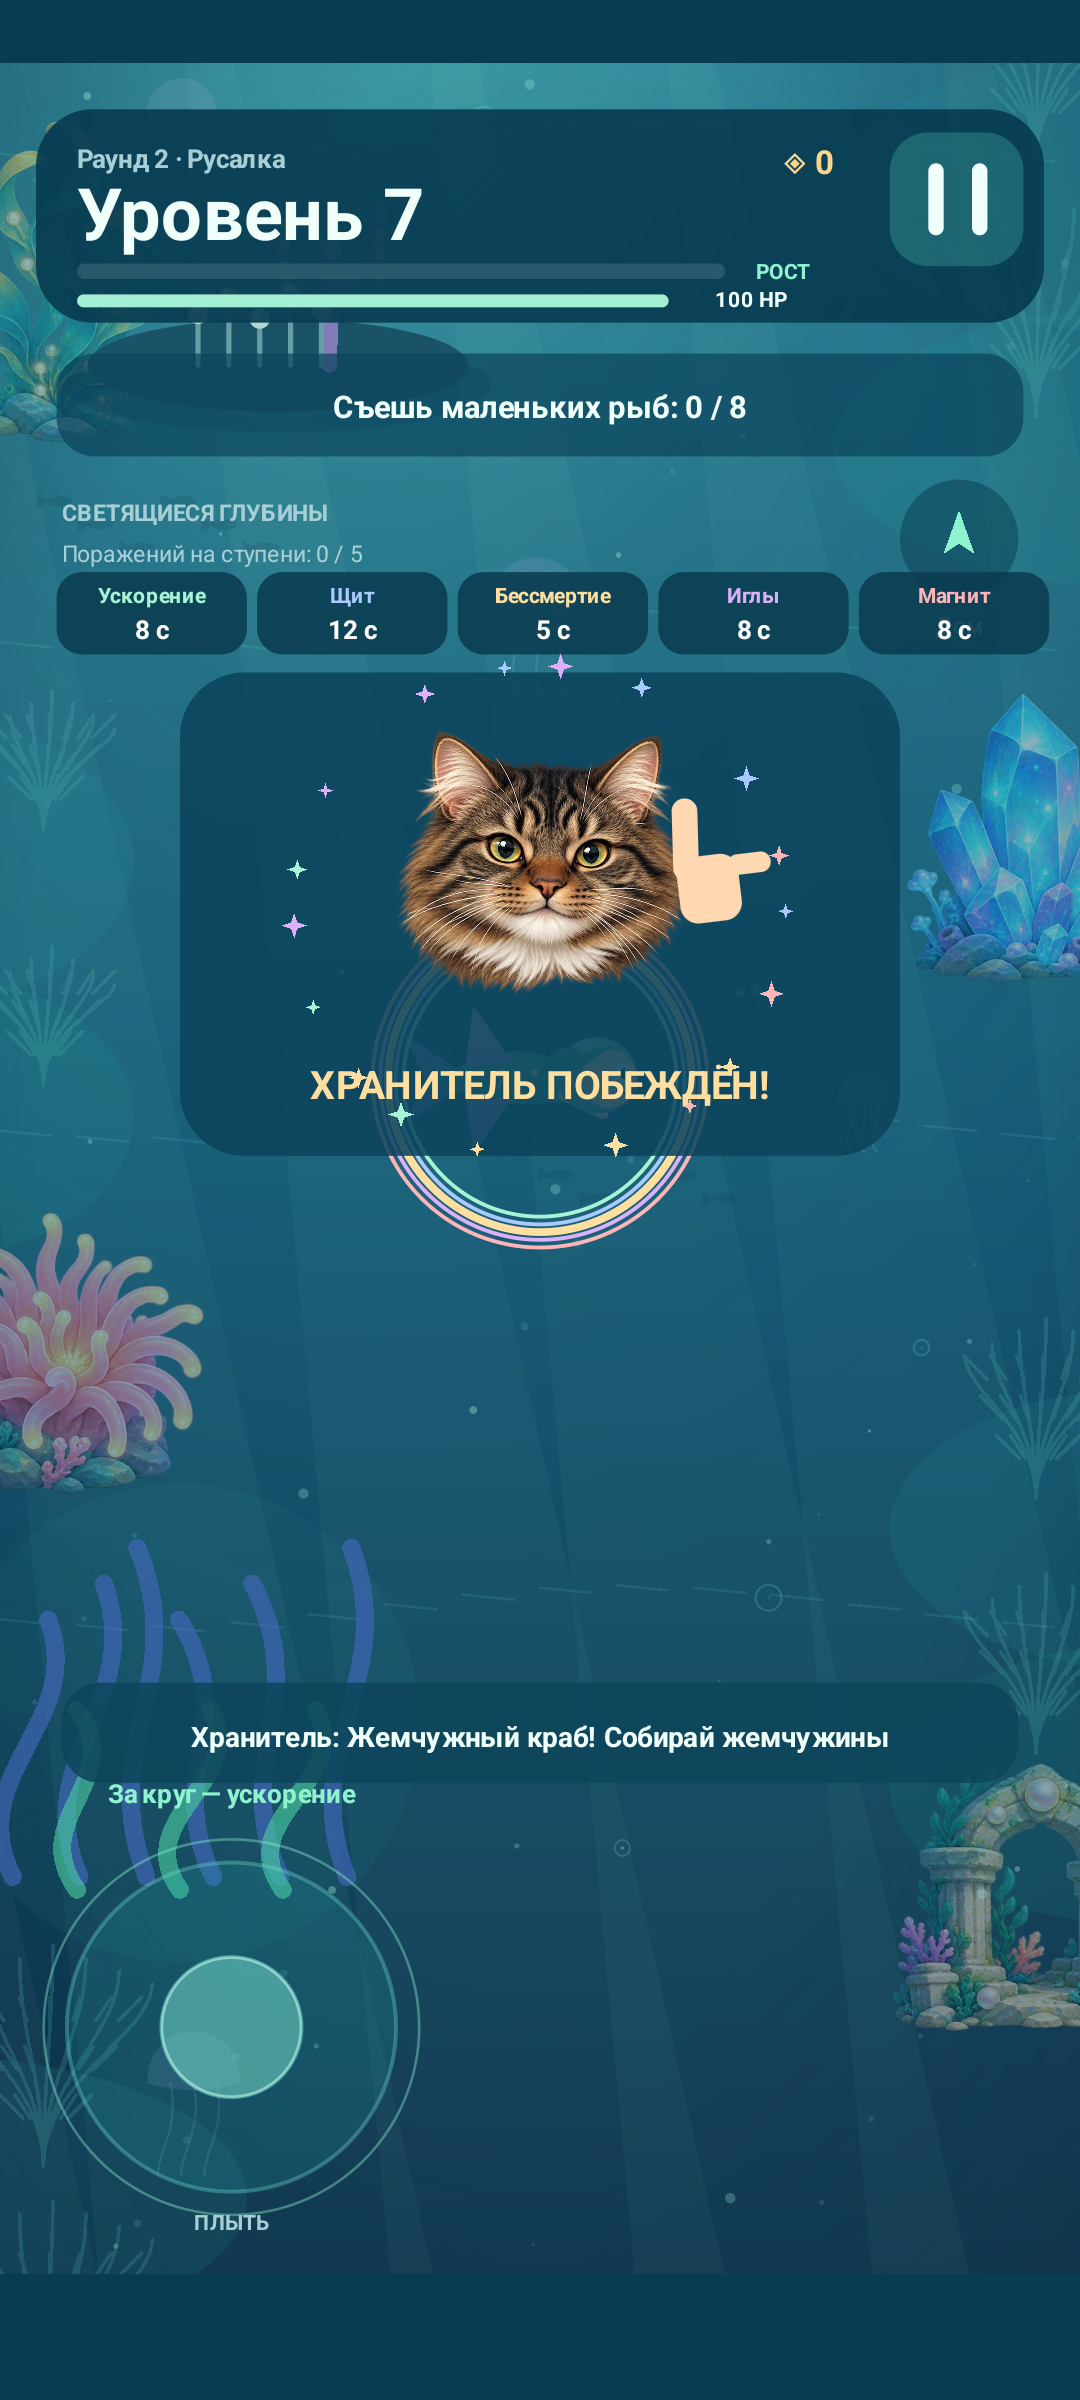 Раунд 2 · Русалка
0
Уровень 7
РОСТ
100 HP
Съешь маленьких рыб: 0 / 8
СВЕТЯЩИЕСЯ ГЛУБИНЫ
Поражений на ступени: 0 / 5
Ускорение Щит Бессмертие Иглы Магнит
8 с 12 с 5 с 8 с 8 с
ХРАНИТЕЛЬ ПОБЕЖДЁН!
Хранитель: Жемчужный краб! Собирай жемчужины
За круг — ускорение
ПЛЫТЬ